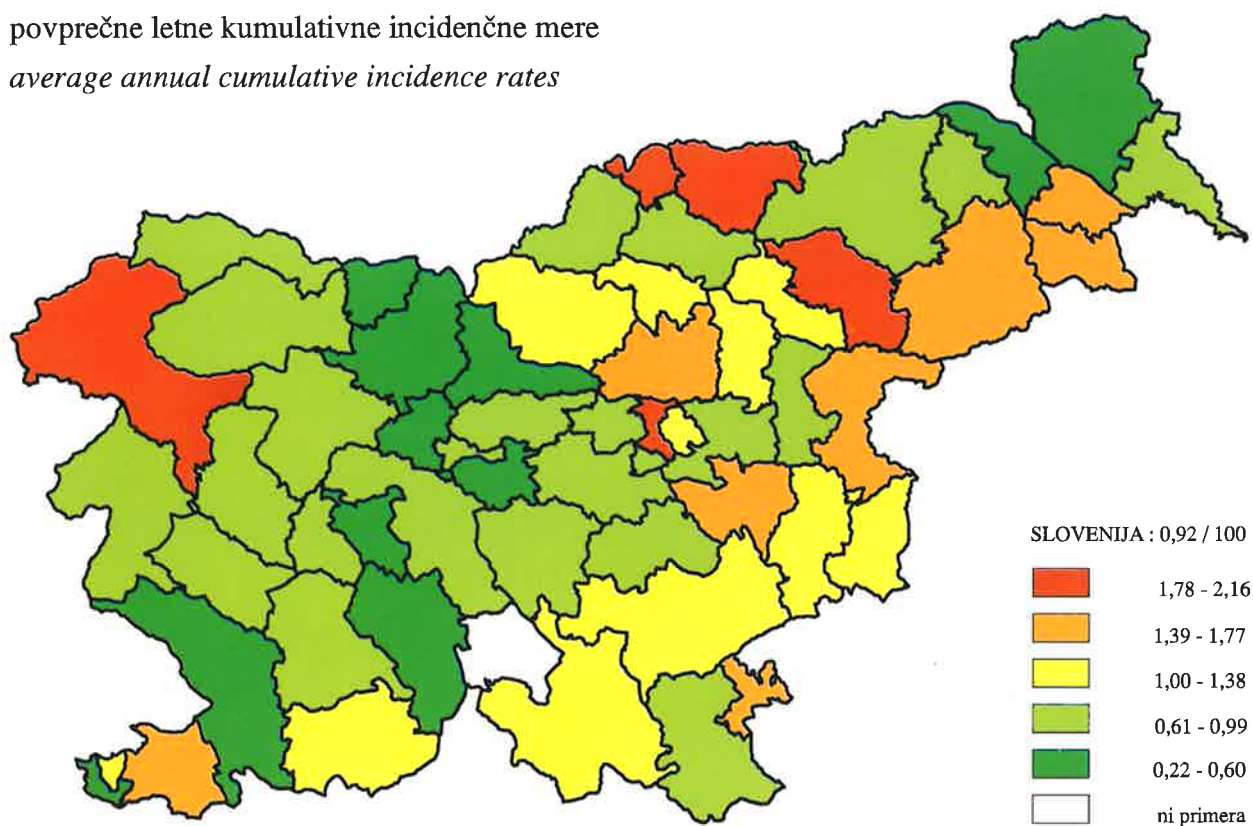 povprečne letne kumulativne incidenčne mere
average annual cumulative incidence rates
SLOVENIJA : 0,92 / 100
1,78 - 2,16
1,39 - 1,77
1,00 - 1,38
0,61 - 0,99
0,22 - 0,60
ni primera